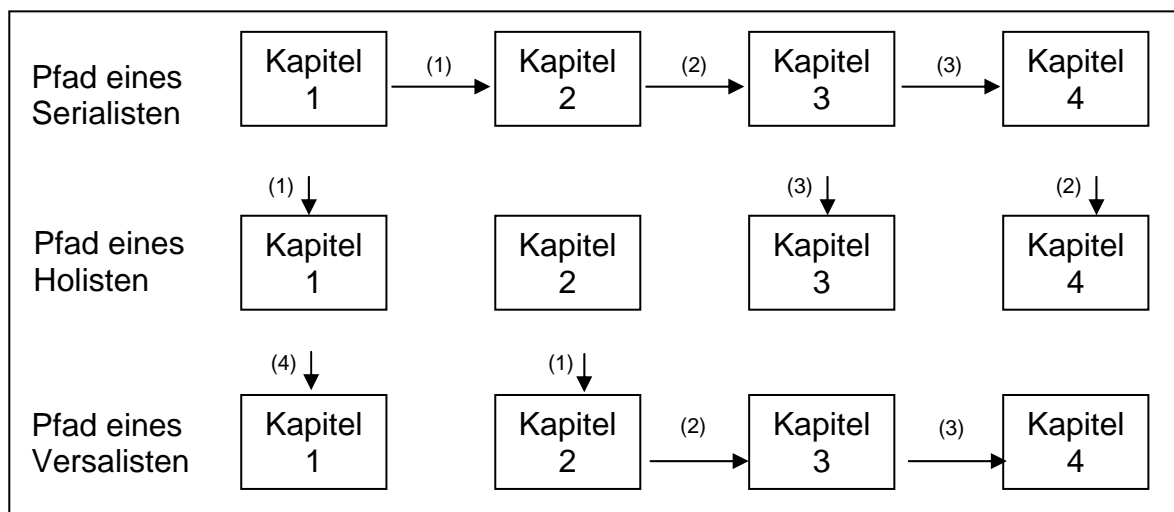 Pfad eines
Serialisten
Kapitel
1
(1)
Kapitel
2
(2)
Kapitel
3
(3)
Kapitel
4
Pfad eines
Holisten
(1)
Kapitel
1
Kapitel
2
(3)
Kapitel
3
(2)
Kapitel
4
Pfad eines
Versalisten
(4)
Kapitel
1
(1)
Kapitel
2
(2)
Kapitel
3
(3)
Kapitel
4